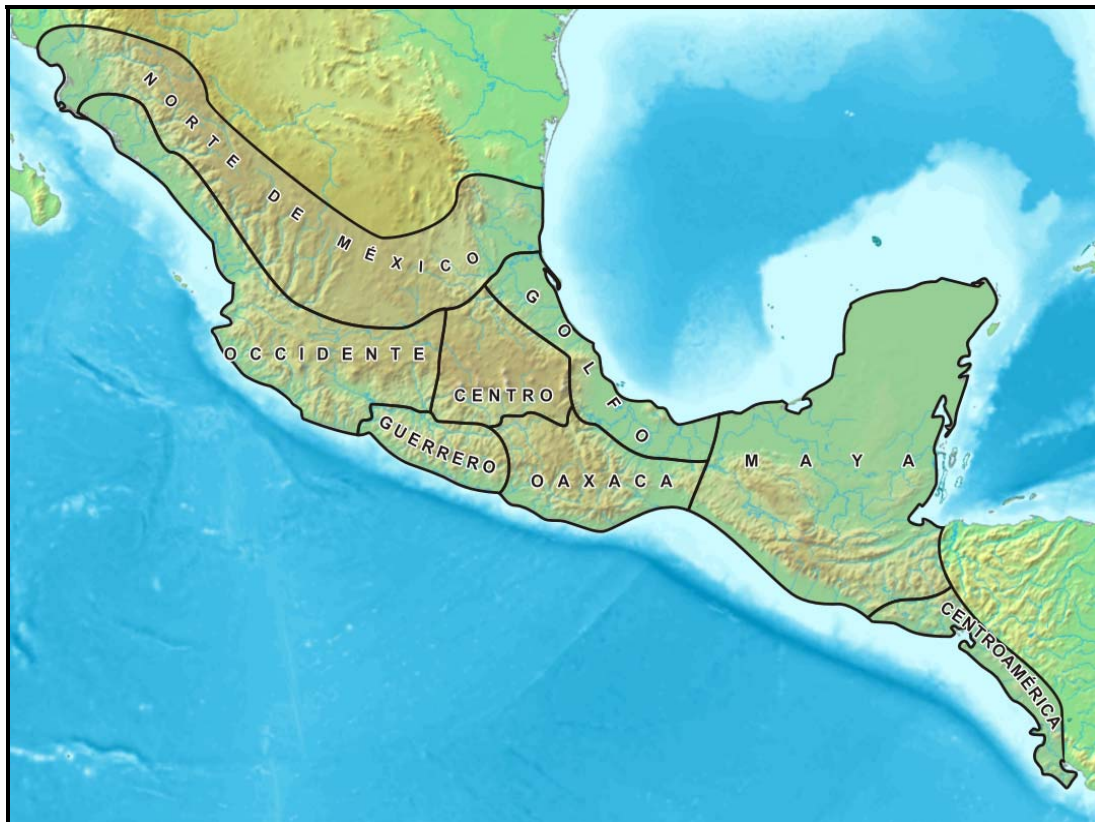 NORTE DE MÉXICO
GOLFO
OCCIDENTE
CENTRO
GUERRERO
OAXACA
MAYA
CENTROAMÉRICA